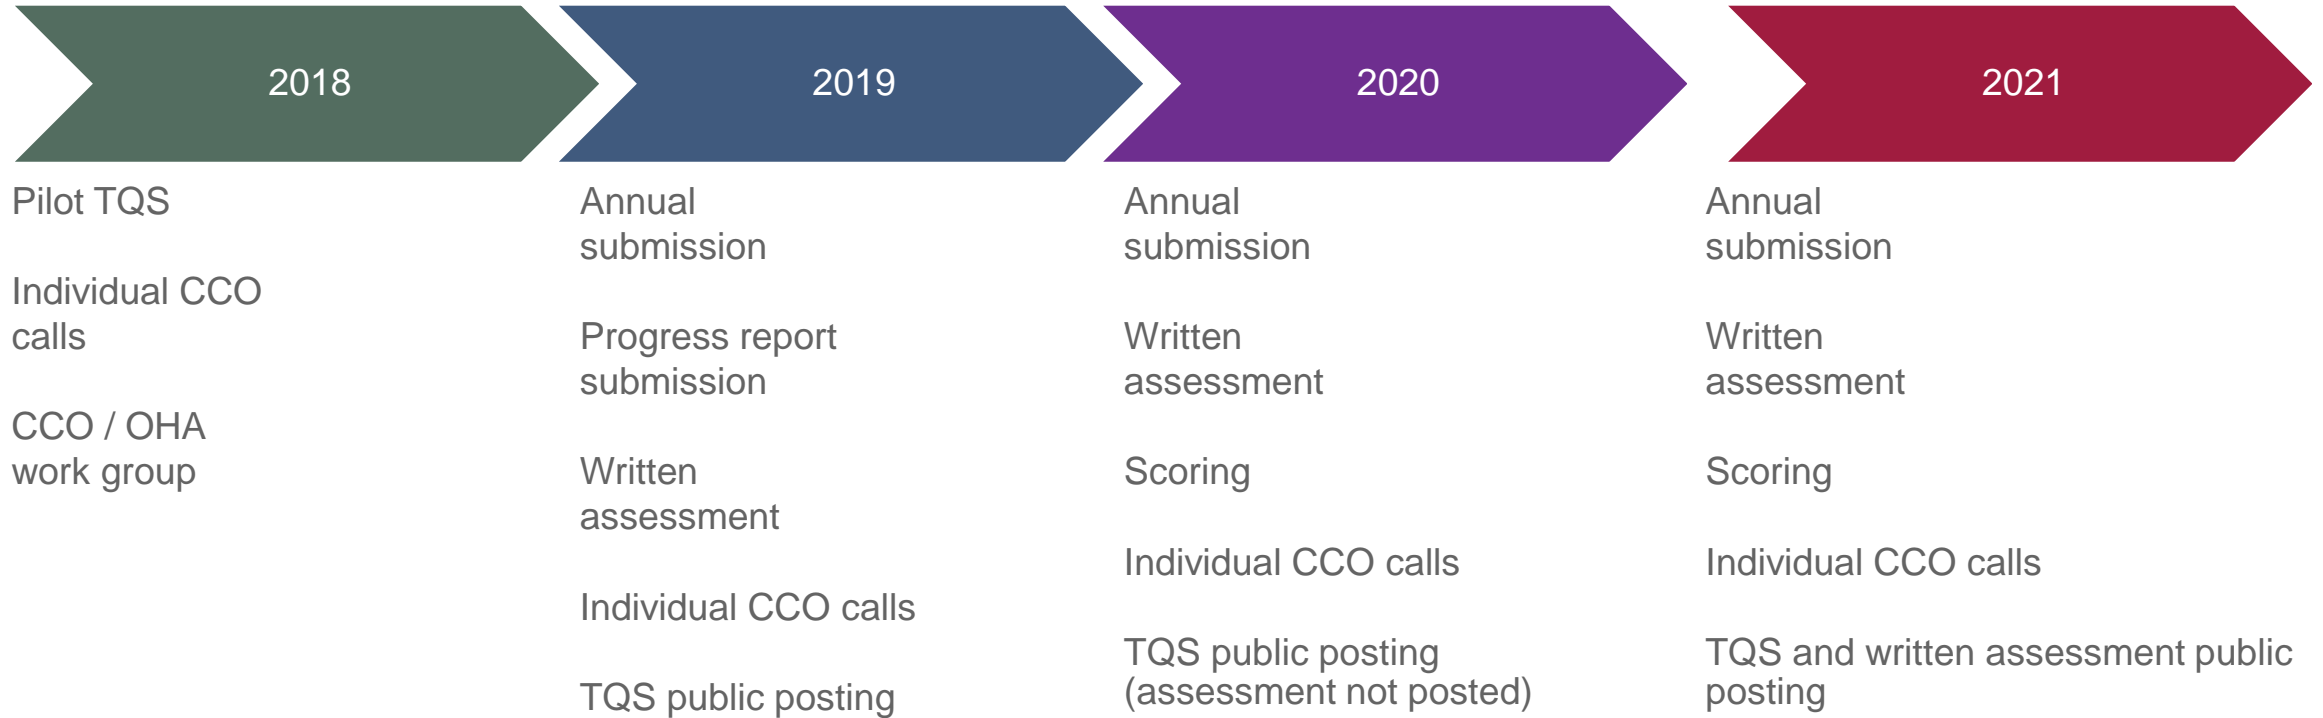 2018
2019
2020
2021
Pilot TQS
Individual CCO
calls
CCO / OHA
work group
Annual
submission
Progress report
submission
Written
assessment
Individual CCO calls
TQS public posting
Annual
submission
Written
assessment
Scoring
Individual CCO calls
TQS public posting
(assessment not posted)
Annual
submission
Written
assessment
Scoring
Individual CCO calls
TQS and written assessment public
posting